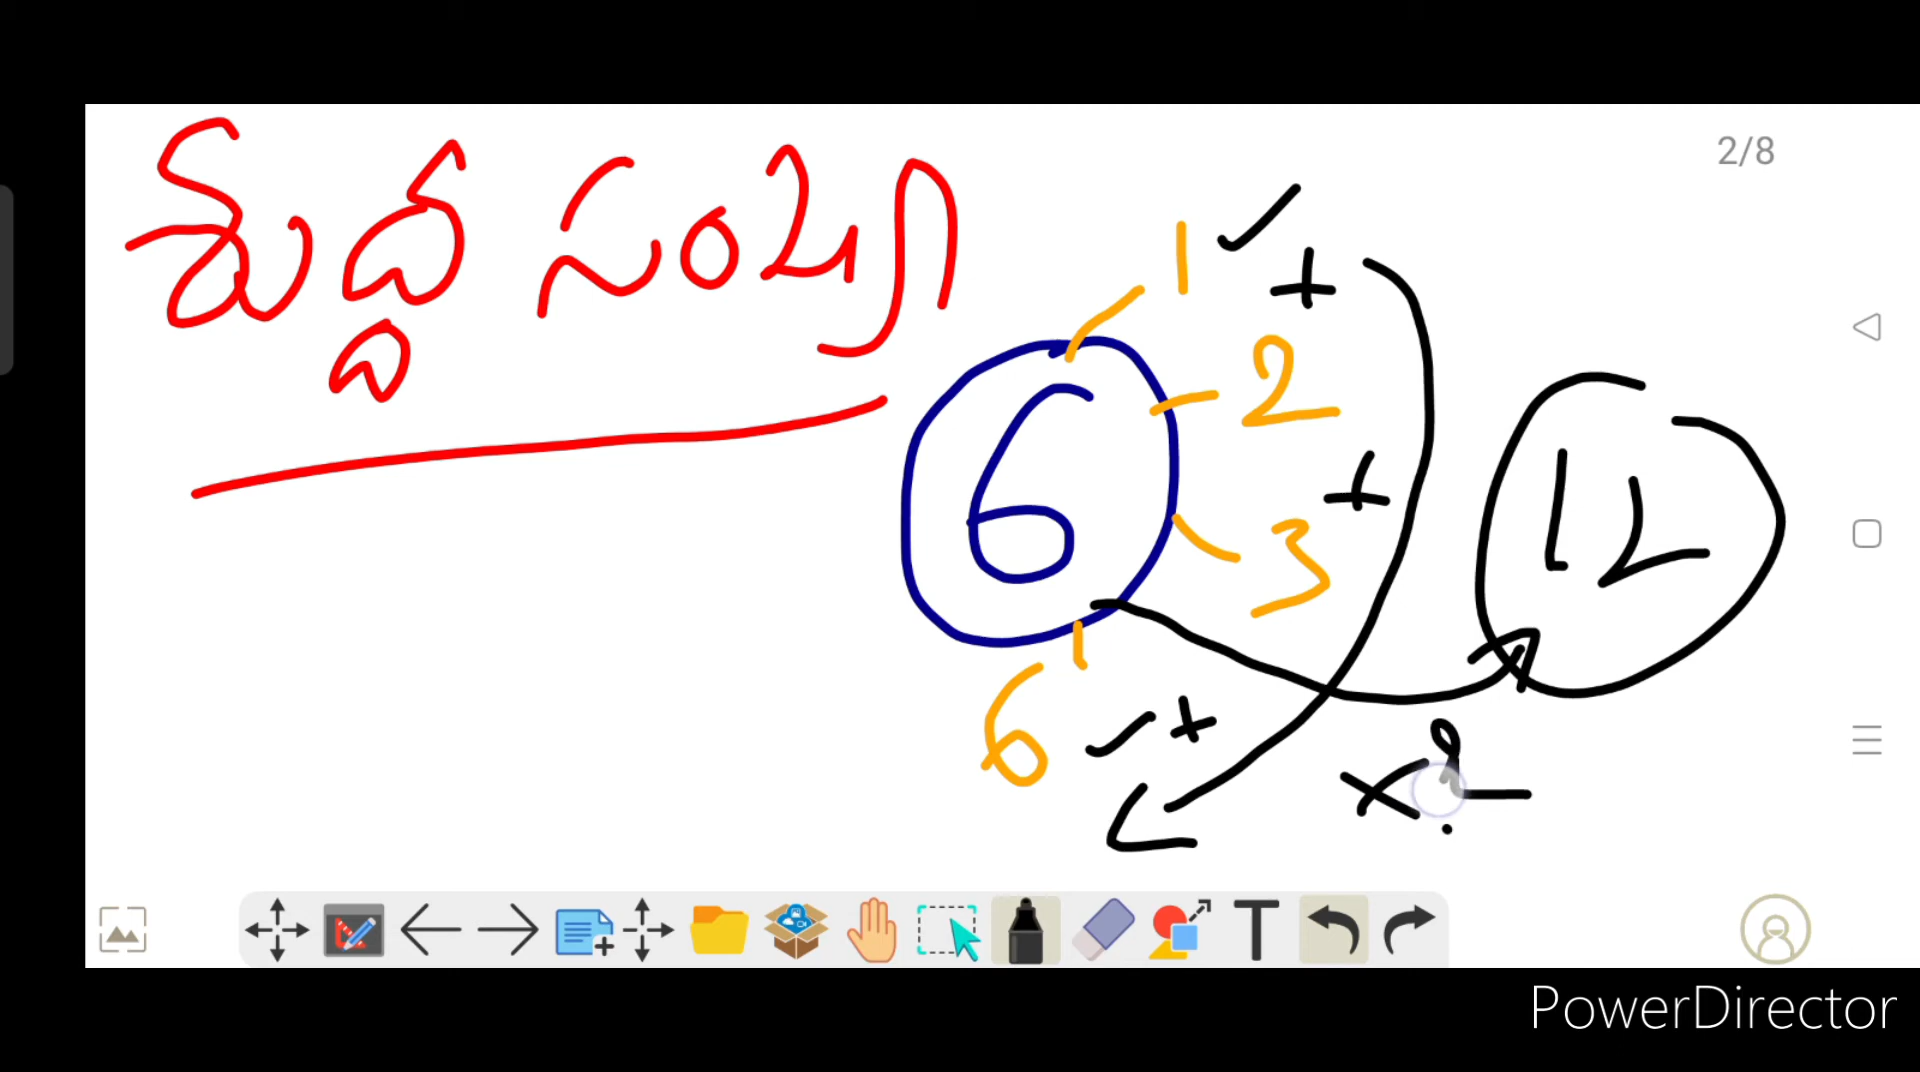 శుద్ధ సంఖ్యా
2/8
1 ✓
+
2
+
3
6
12
6 ✓ +
×2
T
PowerDirector